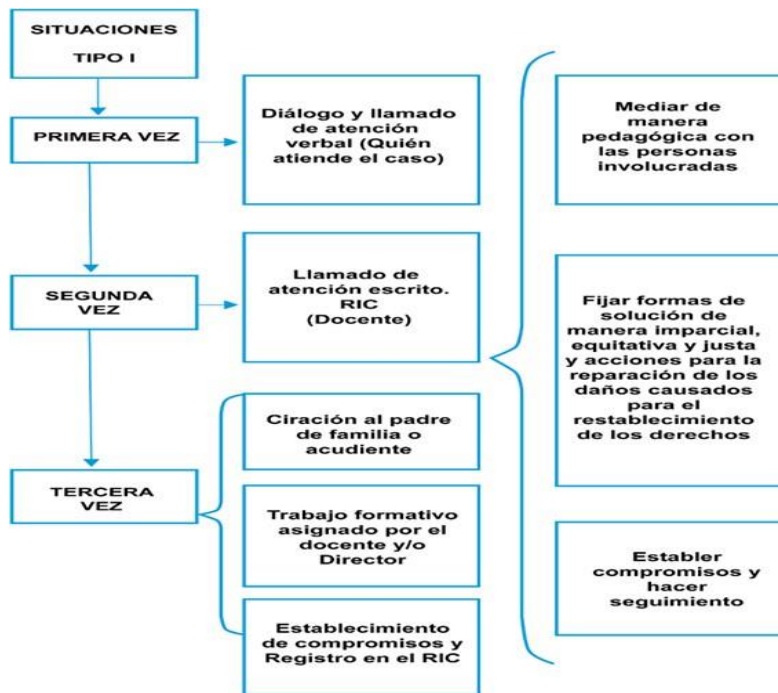 SITUACIONES
TIPO I
PRIMERA VEZ
Diálogo y llamado
de atención
verbal (Quién
atiende el caso)
SEGUNDA
VEZ
Llamado de
atención escrito.
RIC
(Docente)
TERCERA
VEZ
Ciración al padre
de familia o
acudiente
Trabajo formativo
asignado por el
docente y/o
Director
Establecimiento
de compromisos y
Registro en el RIC
Mediar de
manera
pedagógica con
las personas
involucradas
Fijar formas de
solución de
manera imparcial,
equitativa y justa
y acciones para la
reparación de los
daños causados
para el
restablecimiento
de los derechos
Establer
compromisos y
hacer
seguimiento